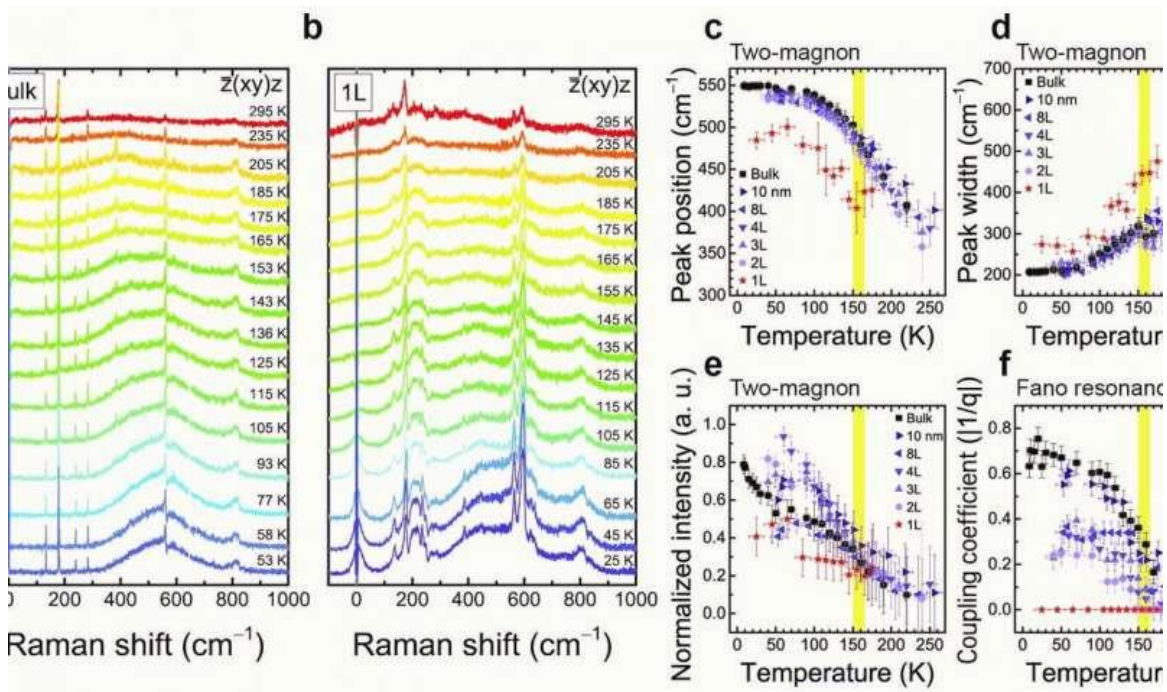 b
ulk
z̄(xy)z
295 K
235 K
205 K
185 K
175 K
165 K
153 K
143 K
136 K
125 K
115 K
105 K
93 K
77 K
58 K
53 K
0 200 400 600 800 1000
Raman shift (cm⁻¹)
1L
z̄(xy)z
295 K
235 K
205 K
185 K
175 K
165 K
155 K
145 K
135 K
125 K
115 K
105 K
85 K
65 K
45 K
25 K
0 200 400 600 800 1000
Raman shift (cm⁻¹)
c
Two-magnon
Peak position (cm⁻¹)
550
500
450
400
350
300
Bulk
10 nm
8L
4L
3L
2L
1L
0 50 100 150 200 250
Temperature (K)
d
Two-magnon
Peak width (cm⁻¹)
700
600
500
400
300
200
Bulk
10 nm
8L
4L
3L
2L
1L
0 50 100 150
Temperatur
e
Two-magnon
Normalized intensity (a. u.)
1.0
0.8
0.6
0.4
0.2
0.0
Bulk
10 nm
8L
4L
3L
2L
1L
0 50 100 150 200 250
Temperature (K)
f
Fano resonanc
Coupling coefficient (|1/q|)
1.0
0.8
0.6
0.4
0.2
0.0
0 50 100 150
Temperatur